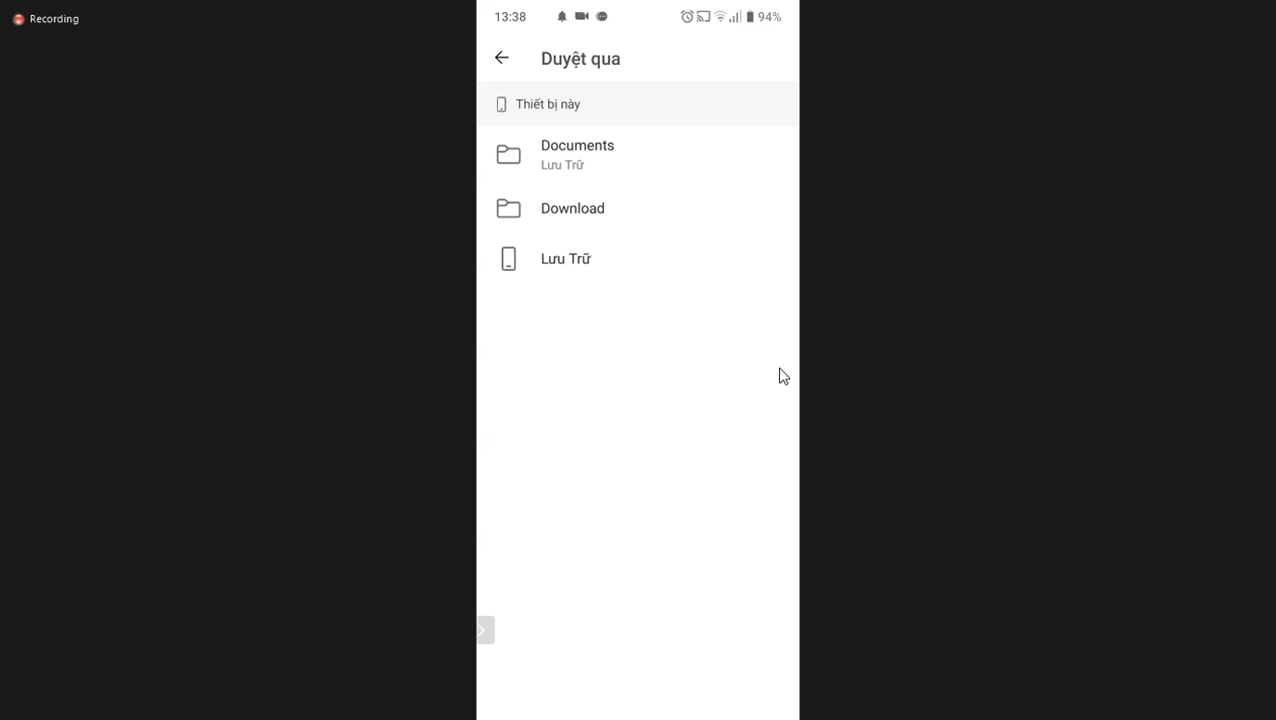 Recording
13:38
94%
Duyệt qua
Thiết bị này
Documents
Lưu Trữ
Download
Lưu Trữ